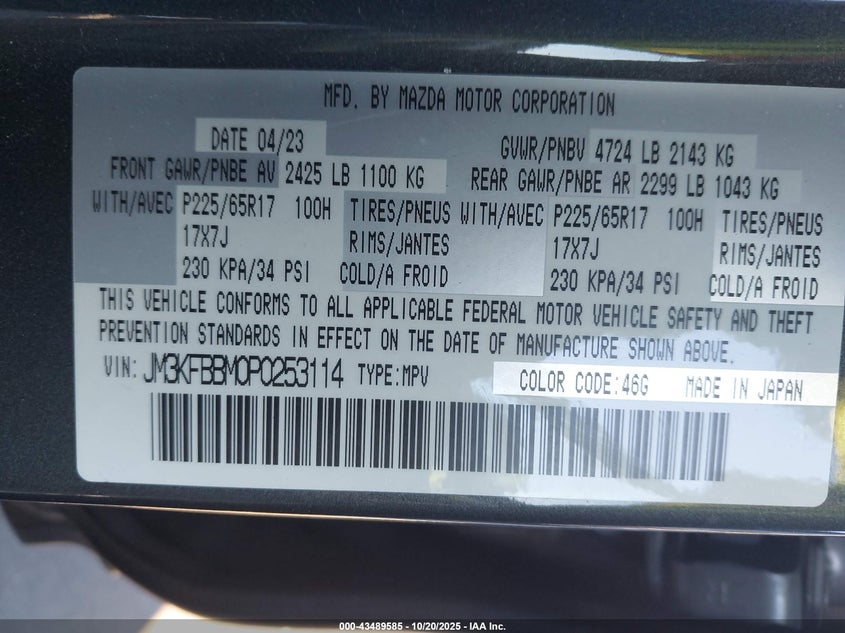 MFD. BY MAZDA MOTOR CORPORATION
DATE 04/23 GVWR/PNBV 4724 LB 2143 KG
FRONT GAWR/PNBE AV 2425 LB 1100 KG REAR GAWR/PNBE AR 2299 LB 1043 KG
WITH/AVEC P225/65R17 100H TIRES/PNEUS WITH/AVEC P225/65R17 100H TIRES/PNEUS
17X7J RIMS/JANTES 17X7J RIMS/JANTES
230 KPA/34 PSI COLD/A FROID 230 KPA/34 PSI COLD/A FROID
THIS VEHICLE CONFORMS TO ALL APPLICABLE FEDERAL MOTOR VEHICLE SAFETY AND THEFT
PREVENTION STANDARDS IN EFFECT ON THE DATE OF MANUFACTURE SHOWN ABOVE.
VIN: JM3KFBBM0P0253114 TYPE:MPV COLOR CODE:46G MADE IN JAPAN
000-43489585 - 10/20/2025 - IAA Inc.